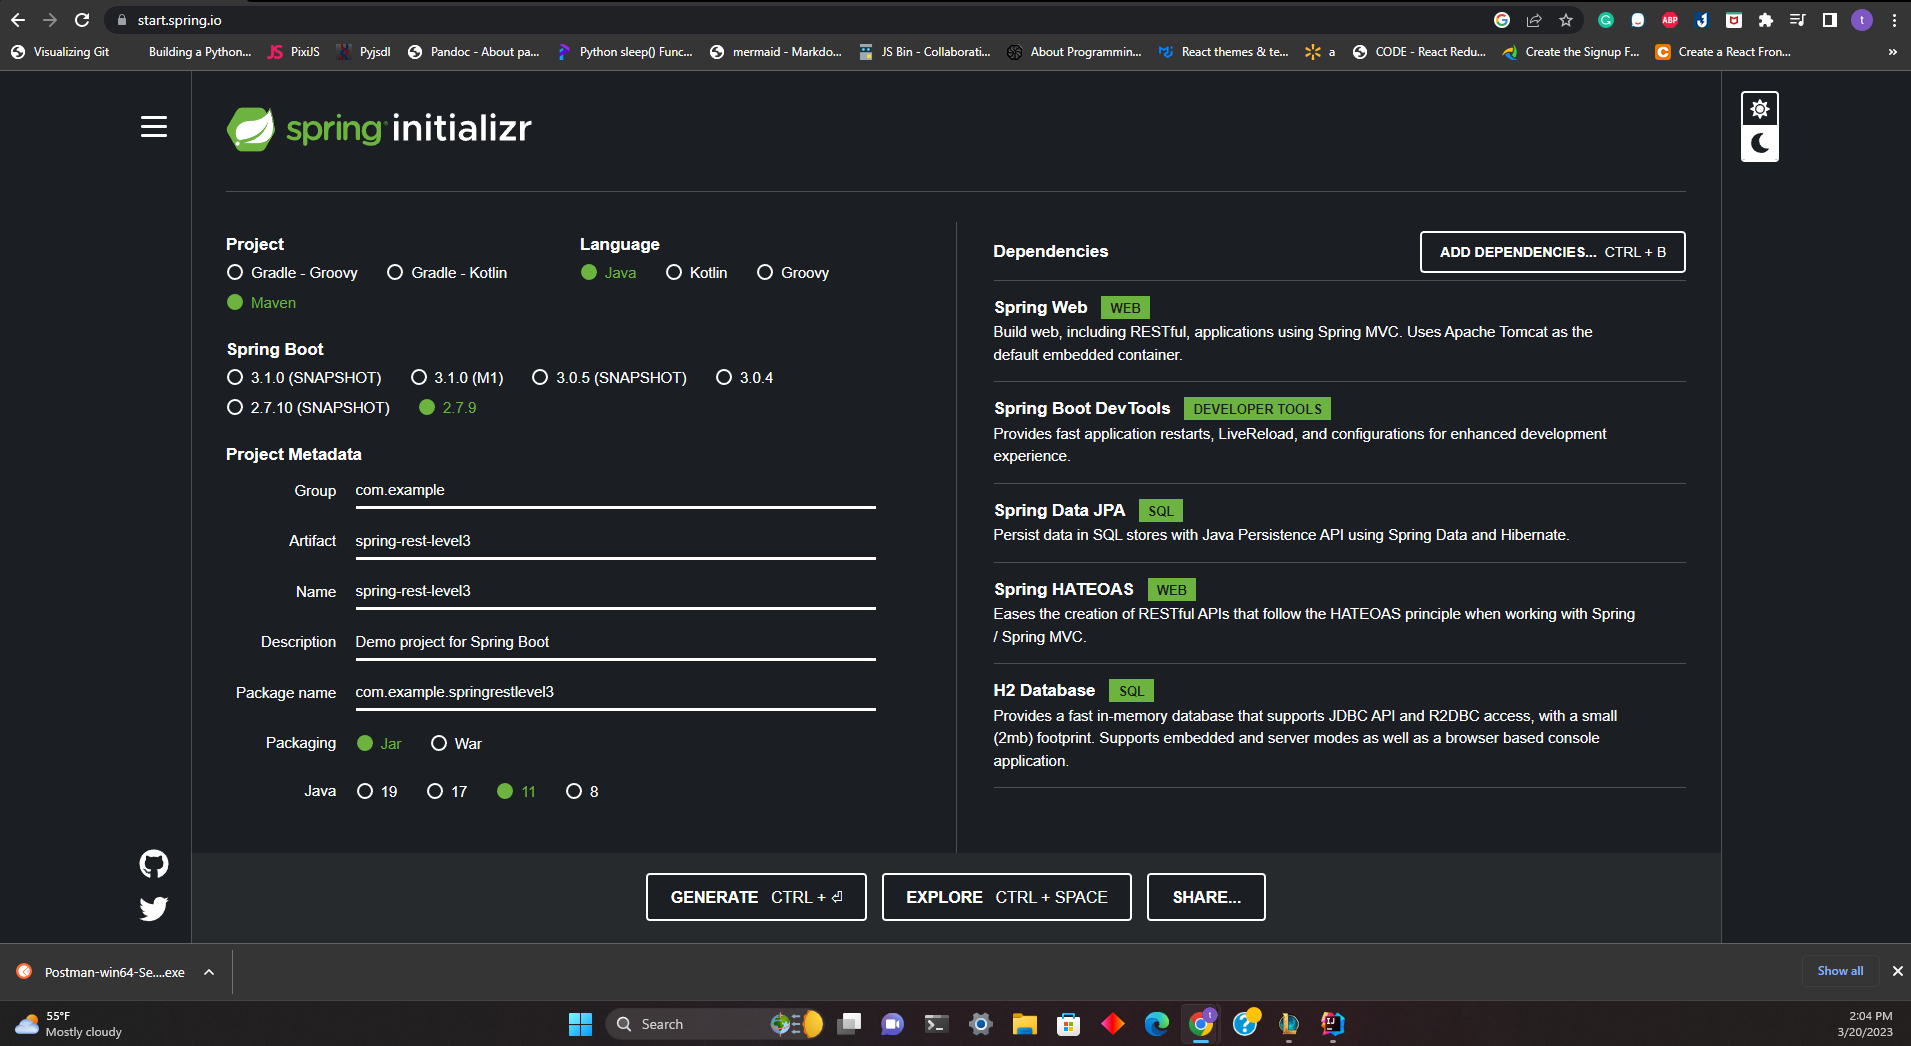 start.spring.io
Visualizing Git
Building a Python...
PixiJS
Pyjsdl
Pandoc - About pa...
Python sleep() Func...
mermaid - Markdo...
JS Bin - Collaborati...
About Programmin...
React themes & te...
a
CODE - React Redu...
Create the Signup F...
Create a React Fron...
»
spring initializr
Project
Gradle - Groovy
Gradle - Kotlin
Maven
Language
Java
Kotlin
Groovy
Spring Boot
3.1.0 (SNAPSHOT)
3.1.0 (M1)
3.0.5 (SNAPSHOT)
3.0.4
2.7.10 (SNAPSHOT)
2.7.9
Project Metadata
Group com.example
Artifact spring-rest-level3
Name spring-rest-level3
Description Demo project for Spring Boot
Package name com.example.springrestlevel3
Packaging Jar War
Java 19 17 11 8
Dependencies
ADD DEPENDENCIES... CTRL + B
Spring Web WEB
Build web, including RESTful, applications using Spring MVC. Uses Apache Tomcat as the
default embedded container.
Spring Boot DevTools DEVELOPER TOOLS
Provides fast application restarts, LiveReload, and configurations for enhanced development
experience.
Spring Data JPA SQL
Persist data in SQL stores with Java Persistence API using Spring Data and Hibernate.
Spring HATEOAS WEB
Eases the creation of RESTful APIs that follow the HATEOAS principle when working with Spring
/ Spring MVC.
H2 Database SQL
Provides a fast in-memory database that supports JDBC API and R2DBC access, with a small
(2mb) footprint. Supports embedded and server modes as well as a browser based console
application.
GENERATE CTRL + ⏎
EXPLORE CTRL + SPACE
SHARE...
Postman-win64-Se....exe
Show all
55°F
Mostly cloudy
Search
2:04 PM
3/20/2023